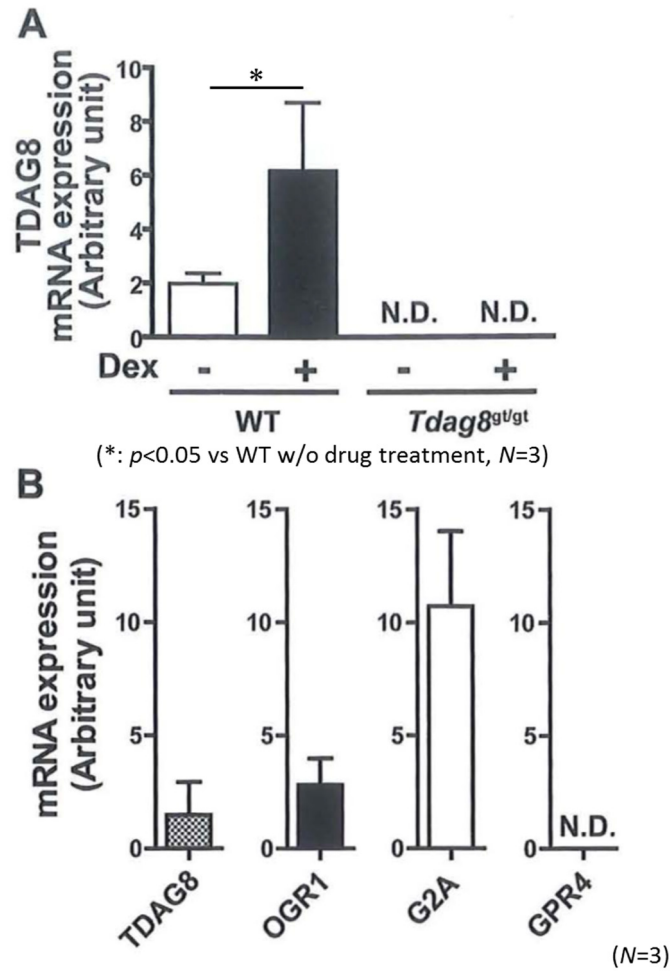 A
TDAG8
mRNA expression
(Arbitrary unit)
10
8
6
4
2
0
*
N.D. N.D.
Dex - + - +
WT Tdag8gt/gt
(*: p<0.05 vs WT w/o drug treatment, N=3)
B
mRNA expression
(Arbitrary unit)
15 15 15 15
10 10 10 10
5 5 5 5
N.D.
0 0 0 0
TDAG8 OGR1 G2A GPR4
(N=3)